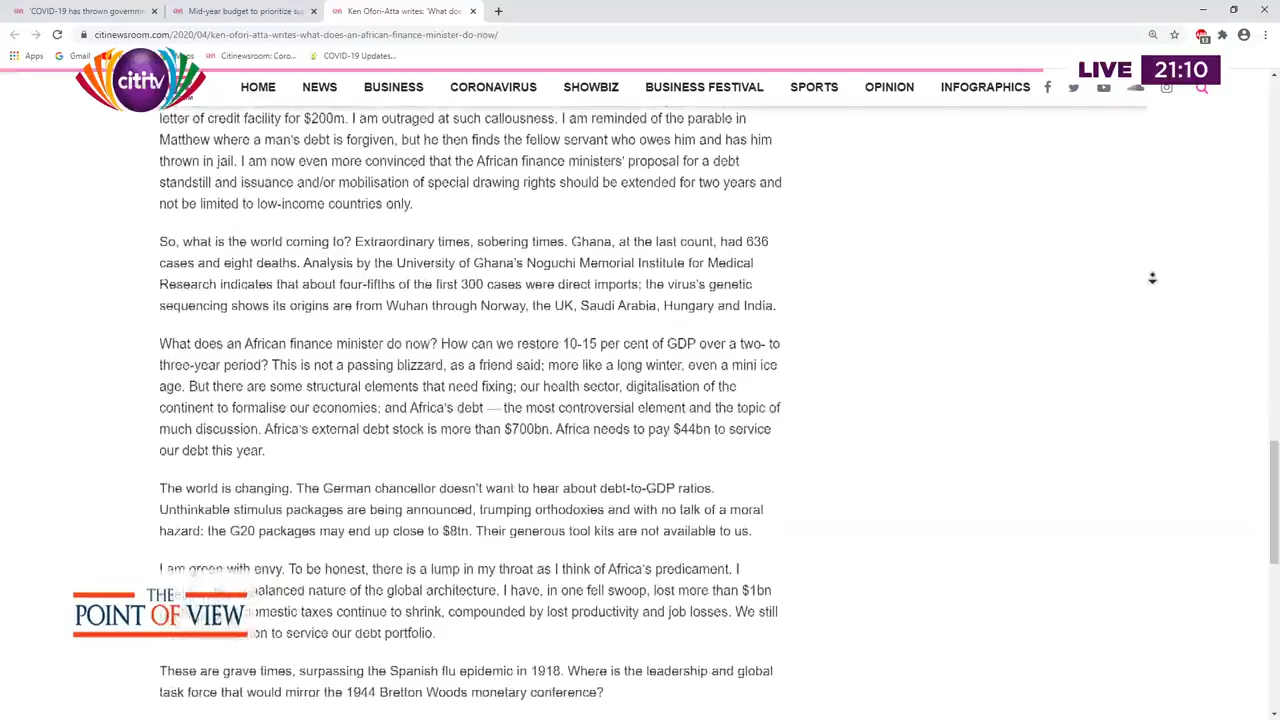 'COVID-19 has thrown governm
Mid-year budget to prioritize su
Ken Ofori-Atta writes: 'What doe
citinewsroom.com/2020/04/ken-ofori-atta-writes-what-does-an-african-finance-minister-do-now/
13
Apps
Gmail
Maps
Citinewsroom: Coro...
COVID-19 Updates...
citi tv
HOME
NEWS
BUSINESS
CORONAVIRUS
SHOWBIZ
BUSINESS FESTIVAL
SPORTS
OPINION
INFOGRAPHICS
LIVE 21:10
letter of credit facility for $200m. I am outraged at such callousness. I am reminded of the parable in
Matthew where a man's debt is forgiven, but he then finds the fellow servant who owes him and has him
thrown in jail. I am now even more convinced that the African finance ministers' proposal for a debt
standstill and issuance and/or mobilisation of special drawing rights should be extended for two years and
not be limited to low-income countries only.
So, what is the world coming to? Extraordinary times, sobering times. Ghana, at the last count, had 636
cases and eight deaths. Analysis by the University of Ghana's Noguchi Memorial Institute for Medical
Research indicates that about four-fifths of the first 300 cases were direct imports; the virus's genetic
sequencing shows its origins are from Wuhan through Norway, the UK, Saudi Arabia, Hungary and India.
What does an African finance minister do now? How can we restore 10-15 per cent of GDP over a two- to
three-year period? This is not a passing blizzard, as a friend said; more like a long winter, even a mini ice
age. But there are some structural elements that need fixing; our health sector, digitalisation of the
continent to formalise our economies; and Africa's debt — the most controversial element and the topic of
much discussion. Africa's external debt stock is more than $700bn. Africa needs to pay $44bn to service
our debt this year.
The world is changing. The German chancellor doesn't want to hear about debt-to-GDP ratios.
Unthinkable stimulus packages are being announced, trumping orthodoxies and with no talk of a moral
hazard: the G20 packages may end up close to $8tn. Their generous tool kits are not available to us.
I am green with envy. To be honest, there is a lump in my throat as I think of Africa's predicament. I
balanced nature of the global architecture. I have, in one fell swoop, lost more than $1bn
domestic taxes continue to shrink, compounded by lost productivity and job losses. We still
on to service our debt portfolio.
THE
POINT OF VIEW
These are grave times, surpassing the Spanish flu epidemic in 1918. Where is the leadership and global
task force that would mirror the 1944 Bretton Woods monetary conference?